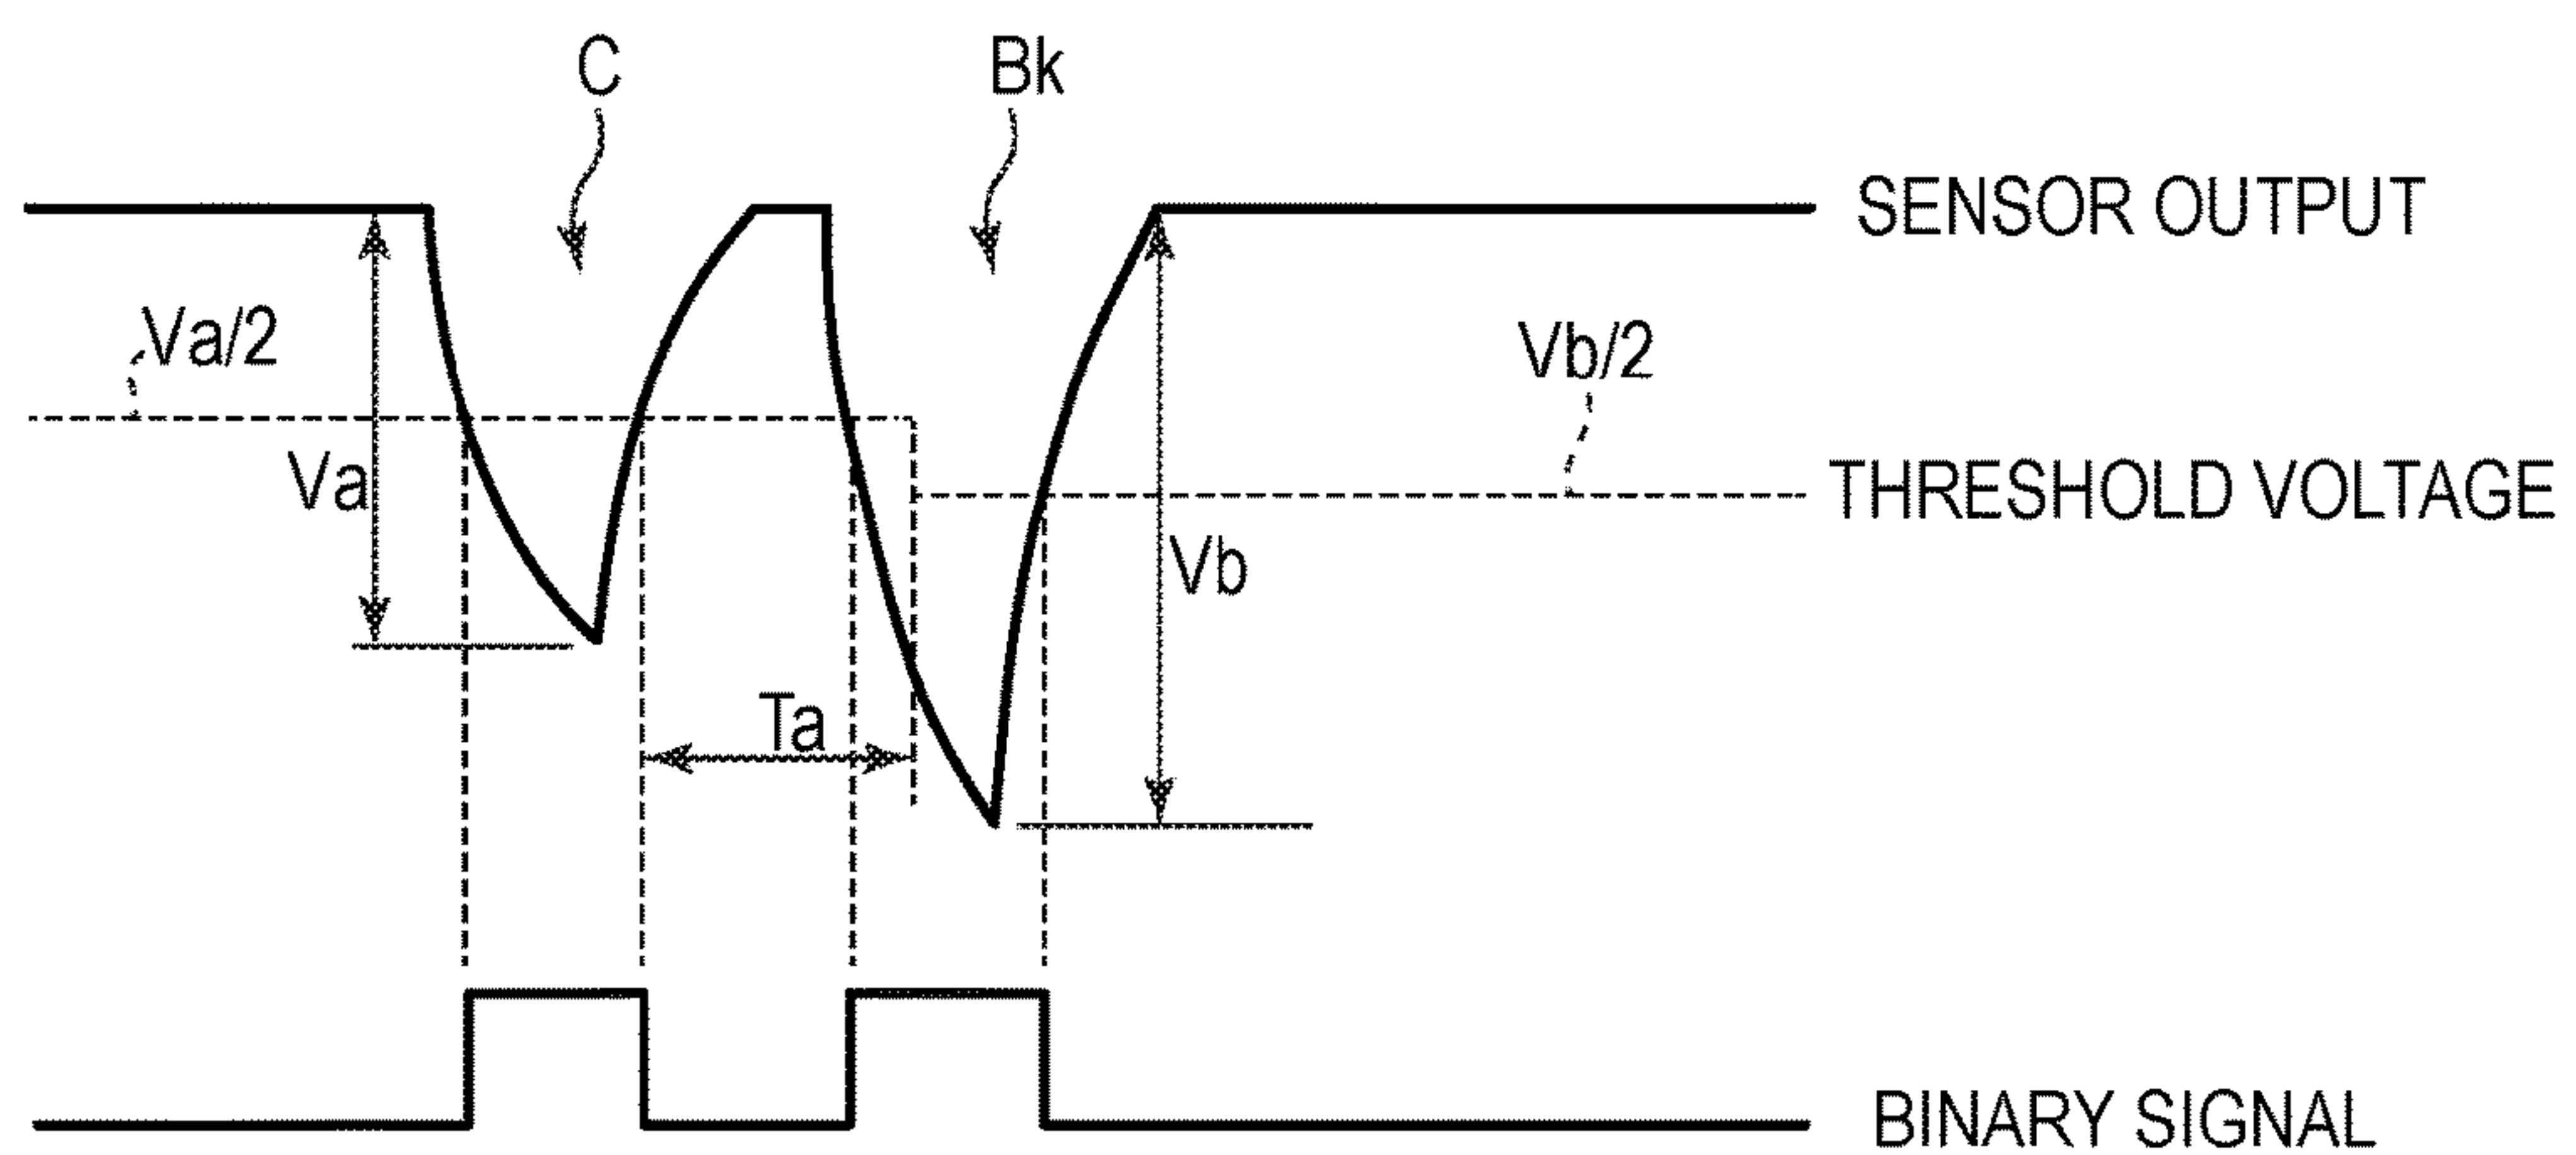 C
Bk
SENSOR OUTPUT
Va/2
Vb/2
Va
THRESHOLD VOLTAGE
Vb
Ta
BINARY SIGNAL